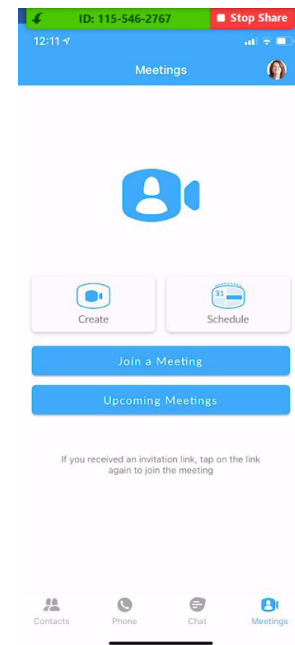 ID: 115-546-2767
Stop Share
12:11
Meetings
31
Create
Schedule
Join a Meeting
Upcoming Meetings
If you received an invitation link, tap on the link
again to join the meeting
Contacts
Phone
Chat
Meetings